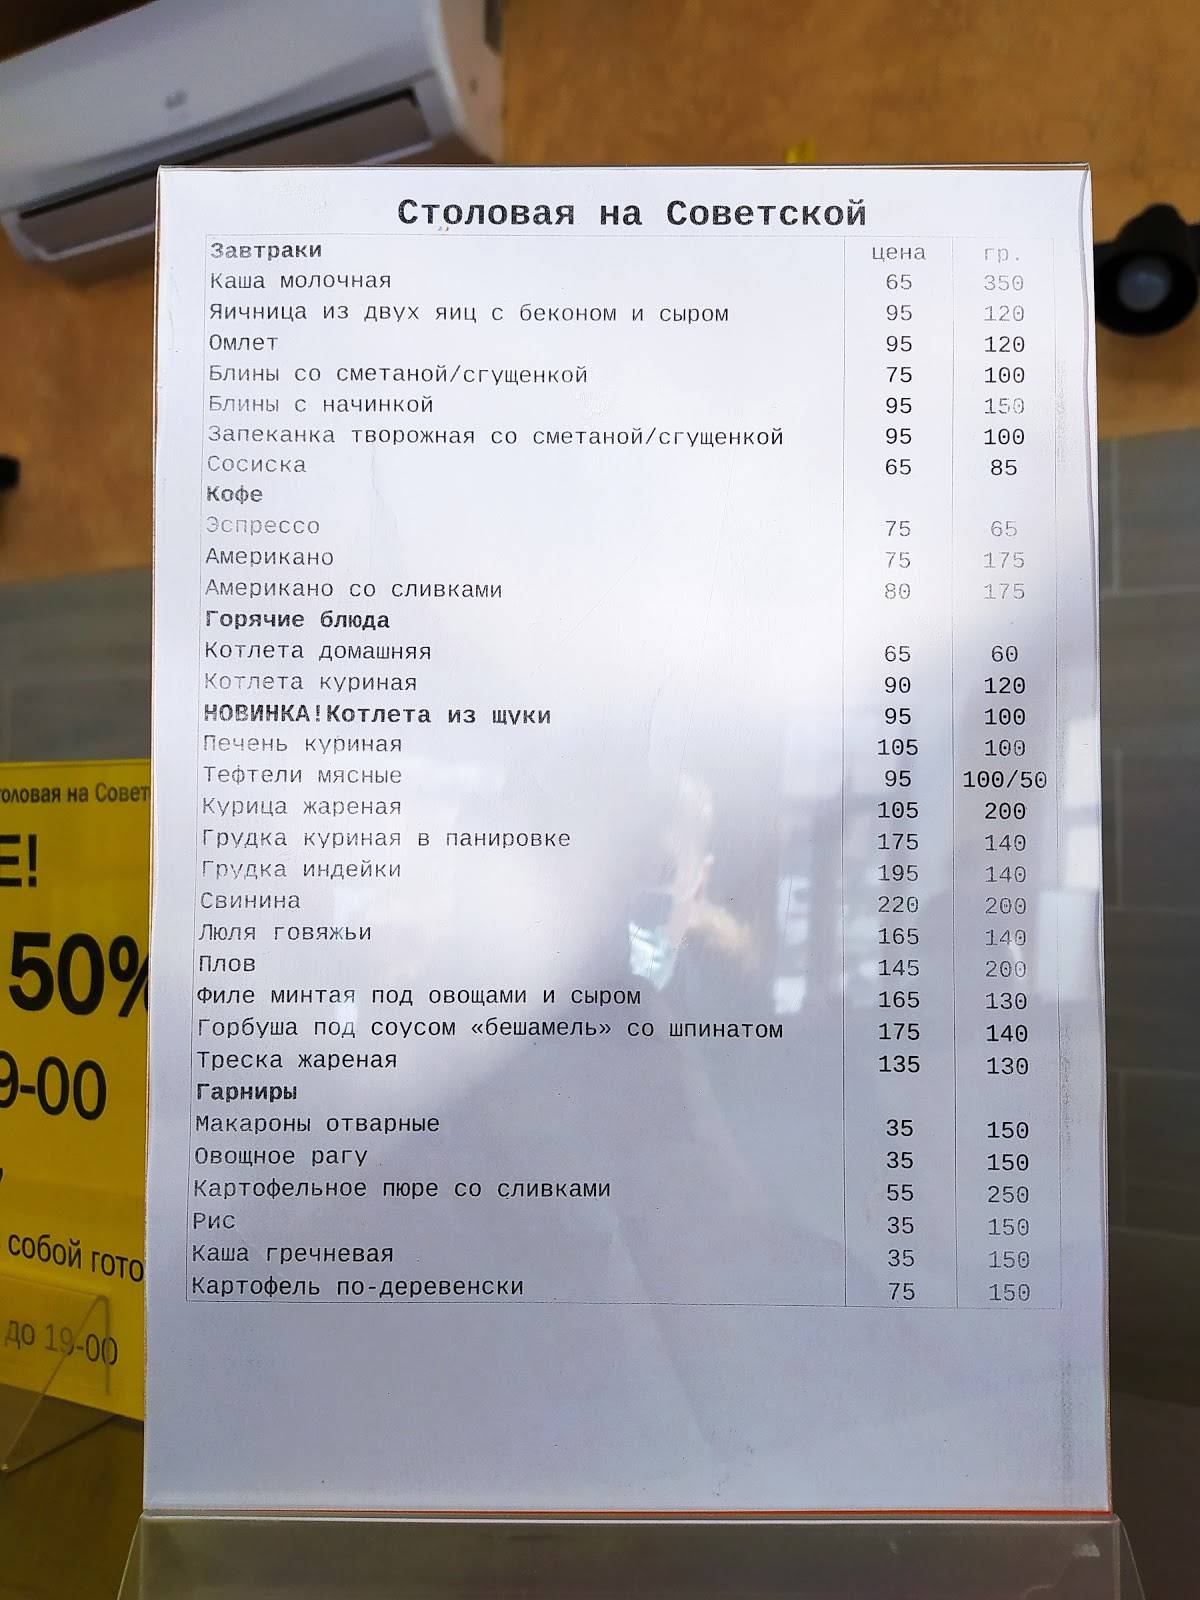 Столовая на Советской
Завтраки цена гр.
Каша молочная 65 350
Яичница из двух яиц с беконом и сыром 95 120
Омлет 95 120
Блины со сметаной/сгущенкой 75 100
Блины с начинкой 95 150
Запеканка творожная со сметаной/сгущенкой 95 100
Сосиска 65 85
Кофе
Эспрессо 75 65
Американо 75 175
Американо со сливками 80 175
Горячие блюда
Котлета домашняя 65 60
Котлета куриная 90 120
НОВИНКА!Котлета из щуки 95 100
Печень куриная 105 100
Тефтели мясные 95 100/50
Курица жареная 105 200
Грудка куриная в панировке 175 140
Грудка индейки 195 140
Свинина 220 200
Люля говяжьи 165 140
Плов 145 200
Филе минтая под овощами и сыром 165 130
Горбуша под соусом «бешамель» со шпинатом 175 140
Треска жареная 135 130
Гарниры
Макароны отварные 35 150
Овощное рагу 35 150
Картофельное пюре со сливками 55 250
Рис 35 150
Каша гречневая 35 150
Картофель по-деревенски 75 150
оловая на Совет
Е!
50%
9-00
собой гото
до 19-00